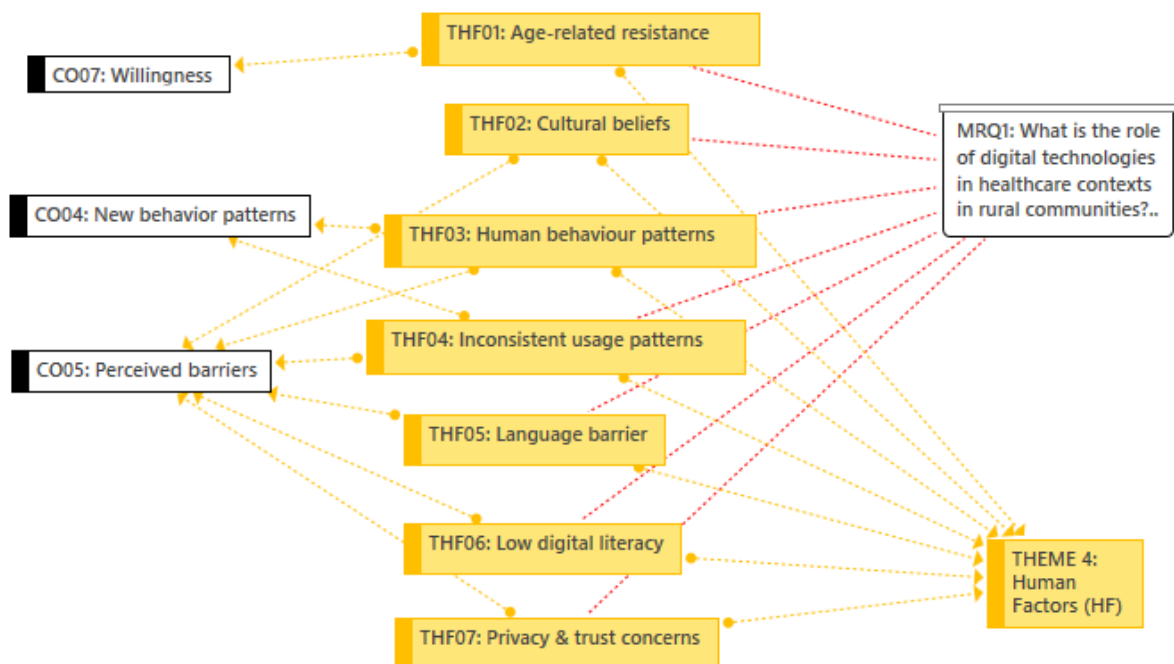 THF01: Age-related resistance
CO07: Willingness
THF02: Cultural beliefs
MRQ1: What is the role
of digital technologies
in healthcare contexts
in rural communities?..
CO04: New behavior patterns
THF03: Human behaviour patterns
THF04: Inconsistent usage patterns
CO05: Perceived barriers
THF05: Language barrier
THF06: Low digital literacy
THEME 4:
Human
Factors (HF)
THF07: Privacy & trust concerns